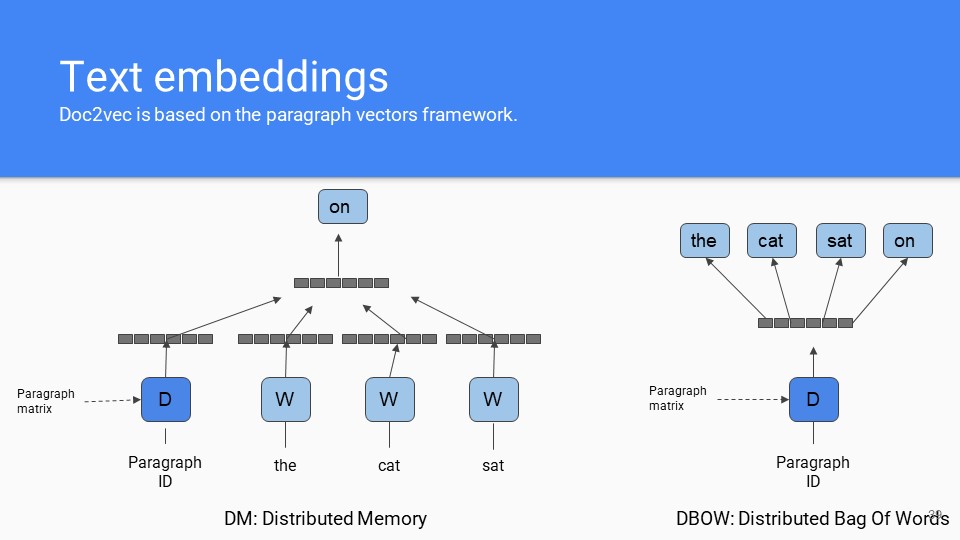 Text embeddings
Doc2vec is based on the paragraph vectors framework.
on
the cat sat on
Paragraph
matrix
D W W W
Paragraph
matrix
D
Paragraph
ID
the cat sat
Paragraph
ID
DM: Distributed Memory
DBOW: Distributed Bag Of Words
39